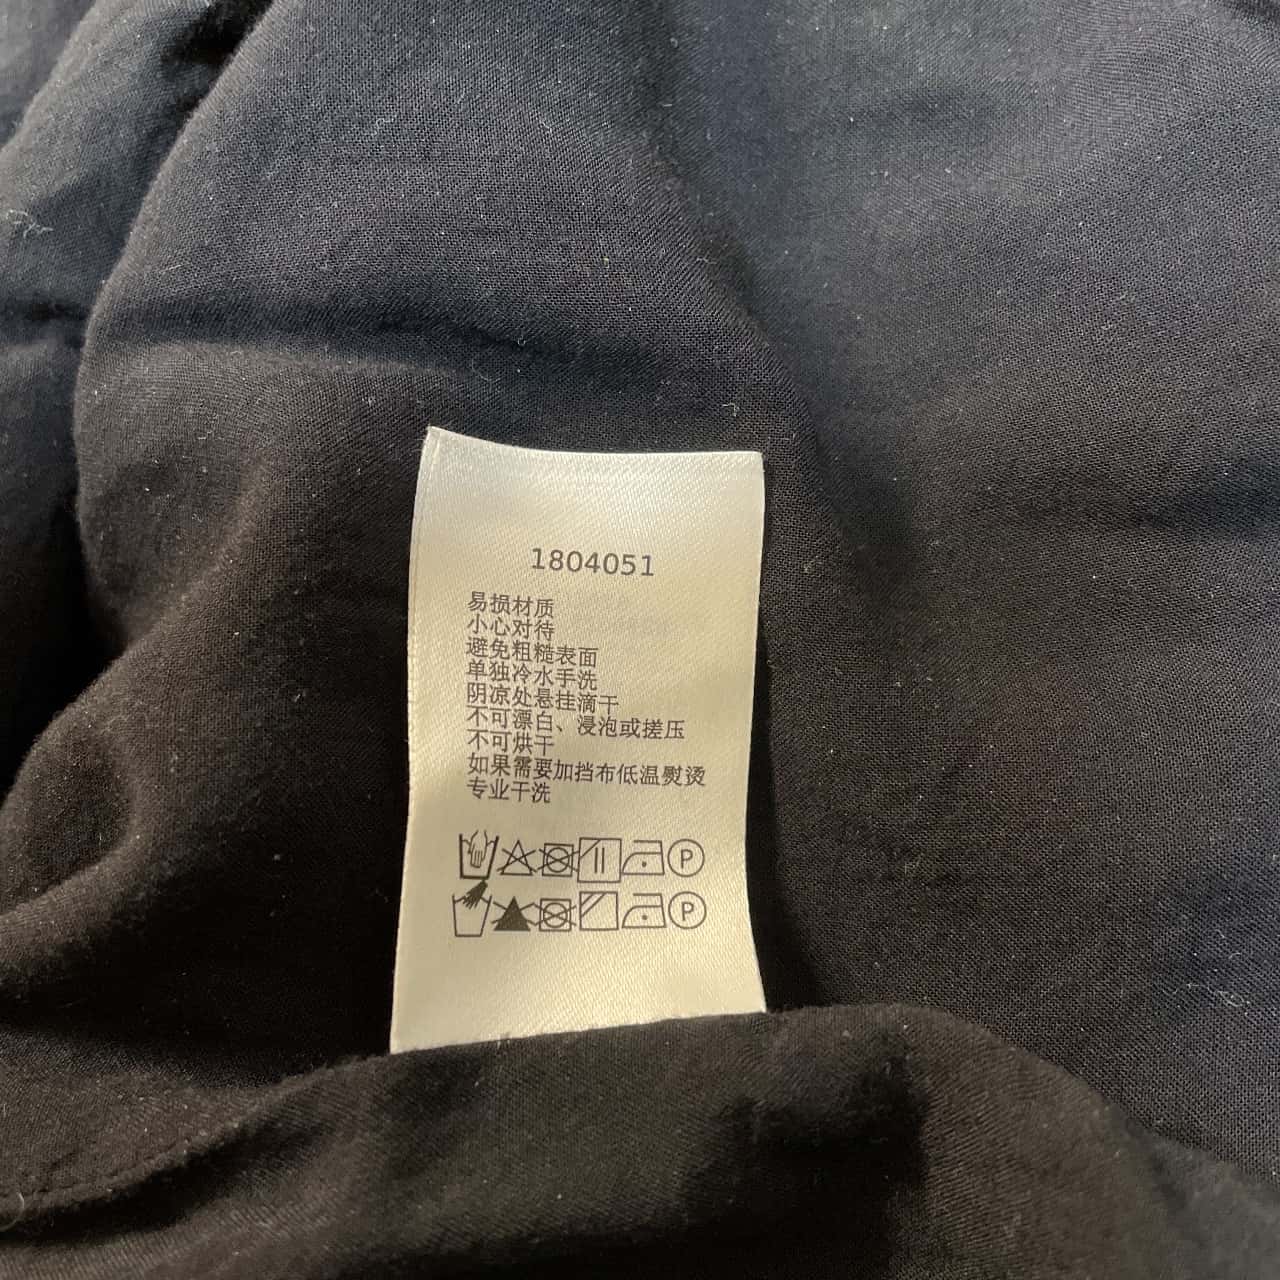 1804051
易损材质
小心对待
避免粗糙表面
单独冷水手洗
阴凉处悬挂滴干
不可漂白、浸泡或搓压
不可烘干
如果需要加挡布低温熨烫
专业干洗
P
P